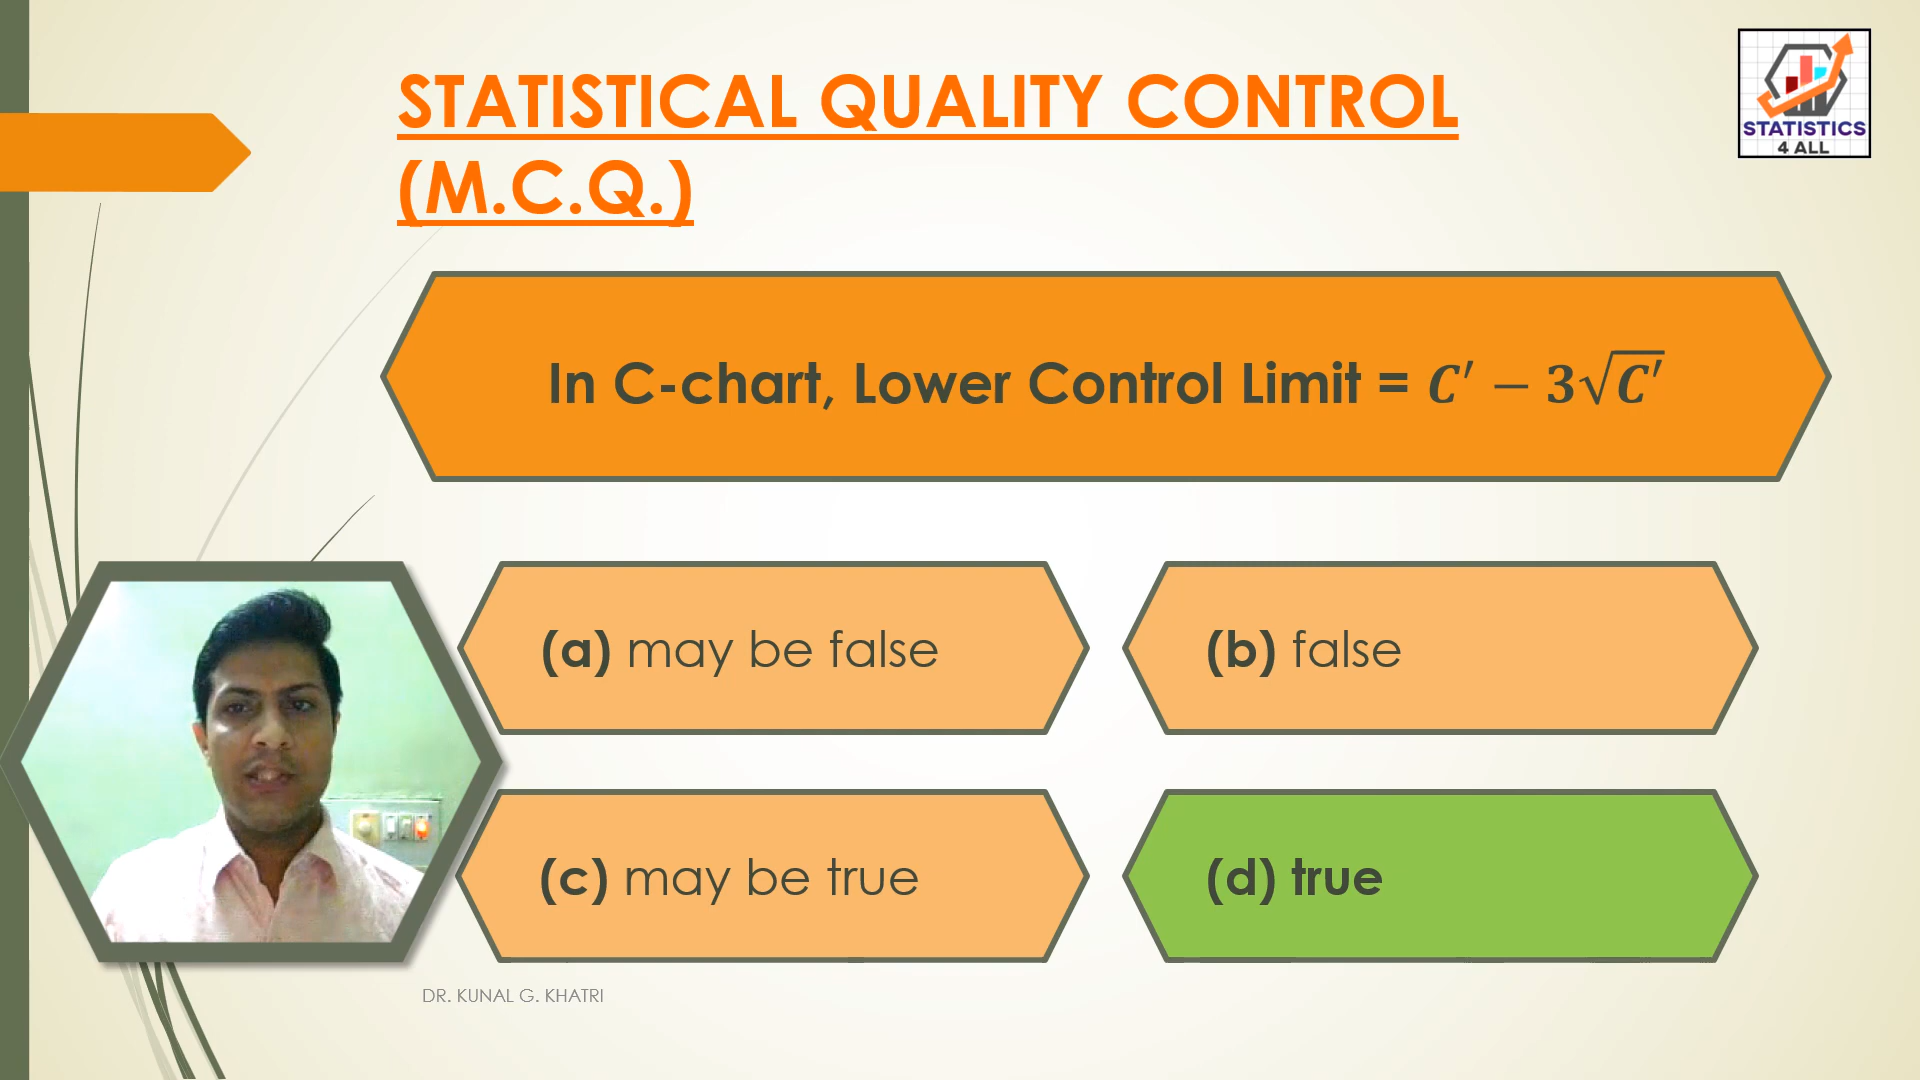 STATISTICAL QUALITY CONTROL
(M.C.Q.)
STATISTICS
4 ALL
In C-chart, Lower Control Limit = C′ − 3√C′
(a) may be false
(b) false
(c) may be true
(d) true
DR. KUNAL G. KHATRI